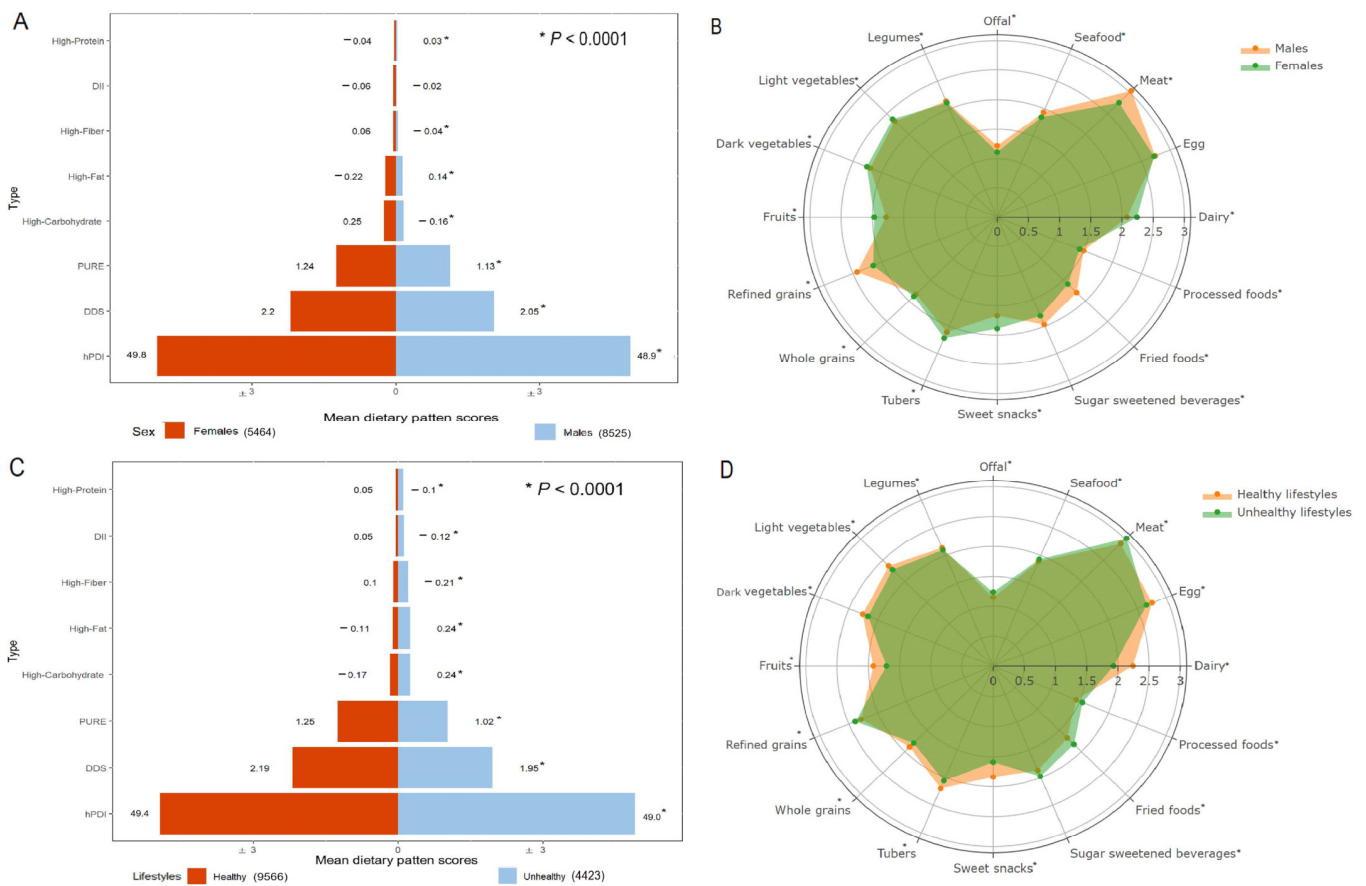 A
* P < 0.0001
High-Protein −0.04 0.03 *
DII −0.06 −0.02
High-Fiber 0.06 −0.04 *
High-Fat −0.22 0.14 *
High-Carbohydrate 0.25 −0.16 *
PURE 1.24 1.13 *
DDS 2.2 2.05 *
hPDI 49.8 48.9 *
Type
± 3 0 ± 3
Mean dietary patten scores
Sex Females (5464) Males (8525)
B
Males
Females
Offal*
Seafood*
Meat*
Egg
Dairy*
Processed foods*
Fried foods*
Sugar sweetened beverages*
Sweet snacks*
Tubers*
Whole grains*
Refined grains*
Fruits*
Dark vegetables*
Light vegetables*
Legumes*
0 0.5 1 1.5 2 2.5 3
C
* P < 0.0001
High-Protein 0.05 −0.1 *
DII 0.05 −0.12 *
High-Fiber 0.1 −0.21 *
High-Fat −0.11 0.24 *
High-Carbohydrate −0.17 0.24 *
PURE 1.25 1.02 *
DDS 2.19 1.95 *
hPDI 49.4 49.0 *
Type
± 3 0 ± 3
Mean dietary patten scores
Lifestyles Healthy (9566) Unhealthy (4423)
D
Healthy lifestyles
Unhealthy lifestyles
Offal*
Seafood*
Meat*
Egg*
Dairy*
Processed foods*
Fried foods*
Sugar sweetened beverages*
Sweet snacks*
Tubers*
Whole grains*
Refined grains*
Fruits*
Dark vegetables*
Light vegetables*
Legumes*
0 0.5 1 1.5 2 2.5 3